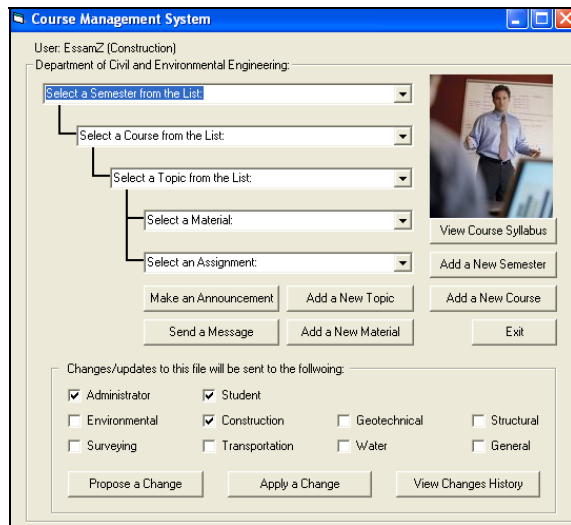 Course Management System
User: EssamZ (Construction)
Department of Civil and Environmental Engineering:
Select a Semester from the List:
Select a Course from the List:
Select a Topic from the List:
Select a Material:
View Course Syllabus
Select an Assignment:
Add a New Semester
Make an Announcement
Add a New Topic
Add a New Course
Send a Message
Add a New Material
Exit
Changes/updates to this file will be sent to the follwoing:
Administrator
Student
Environmental
Construction
Geotechnical
Structural
Surveying
Transportation
Water
General
Propose a Change
Apply a Change
View Changes History